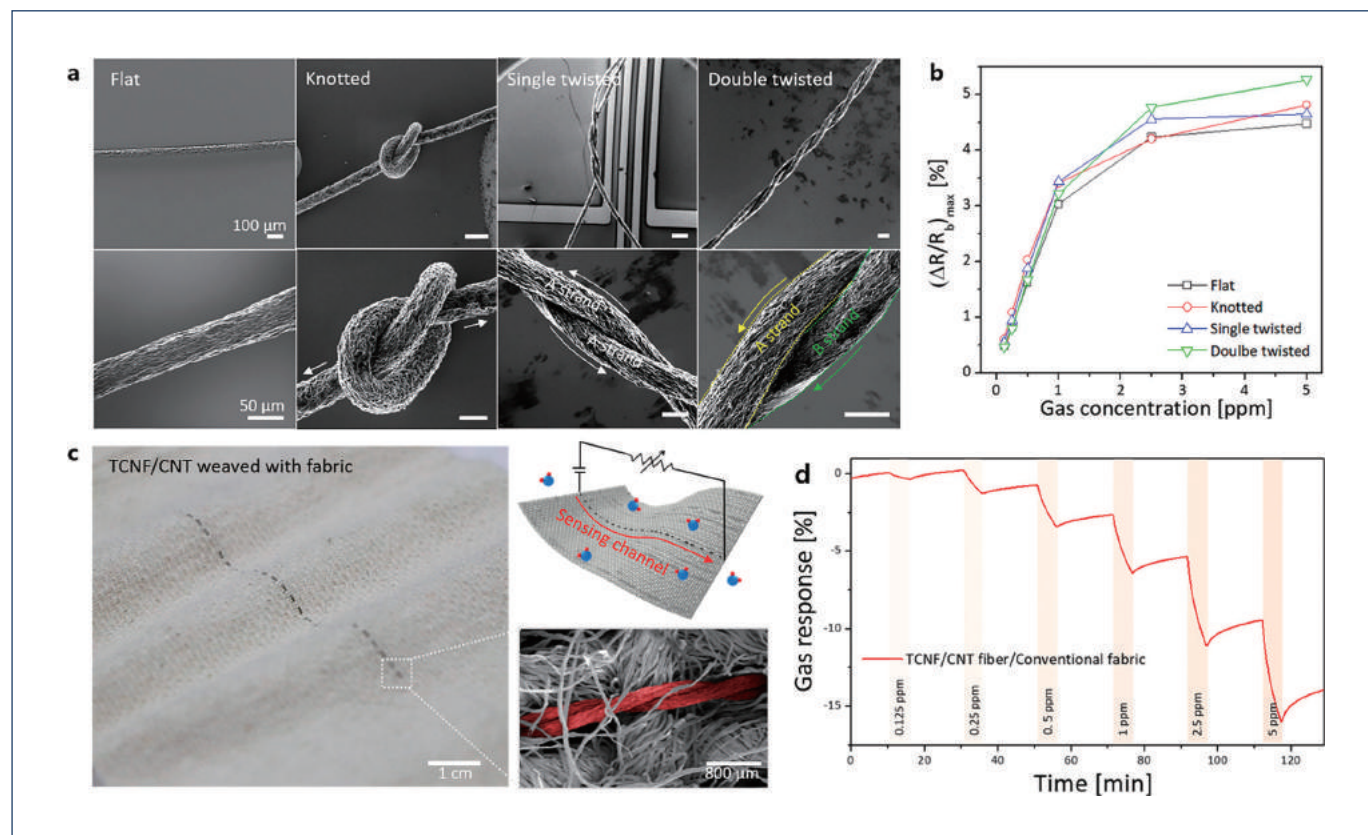 a
Flat
Knotted
Single twisted
Double twisted
100 µm
50 µm
A strand
A strand
A strand
B strand
b
(ΔR/R_b)_max [%]
5
4
3
2
1
0
0
1
2
3
4
5
Flat
Knotted
Single twisted
Doulbe twisted
Gas concentration [ppm]
c
TCNF/CNT weaved with fabric
1 cm
Sensing channel
800 µm
d
Gas response [%]
0
-5
-10
-15
TCNF/CNT fiber/Conventional fabric
0.125 ppm
0.25 ppm
0. 5 ppm
1 ppm
2.5 ppm
5 ppm
0
20
40
60
80
100
120
Time [min]